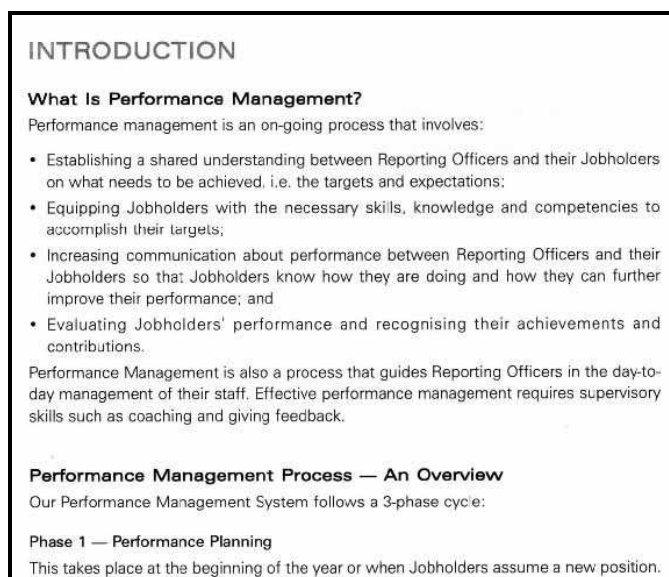 INTRODUCTION
What Is Performance Management?
Performance management is an on-going process that involves:
• Establishing a shared understanding between Reporting Officers and their Jobholders
on what needs to be achieved, i.e. the targets and expectations;
• Equipping Jobholders with the necessary skills, knowledge and competencies to
accomplish their targets;
• Increasing communication about performance between Reporting Officers and their
Jobholders so that Jobholders know how they are doing and how they can further
improve their performance; and
• Evaluating Jobholders' performance and recognising their achievements and
contributions.
Performance Management is also a process that guides Reporting Officers in the day-to-
day management of their staff. Effective performance management requires supervisory
skills such as coaching and giving feedback.
Performance Management Process — An Overview
Our Performance Management System follows a 3-phase cycle:
Phase 1 — Performance Planning
This takes place at the beginning of the year or when Jobholders assume a new position.